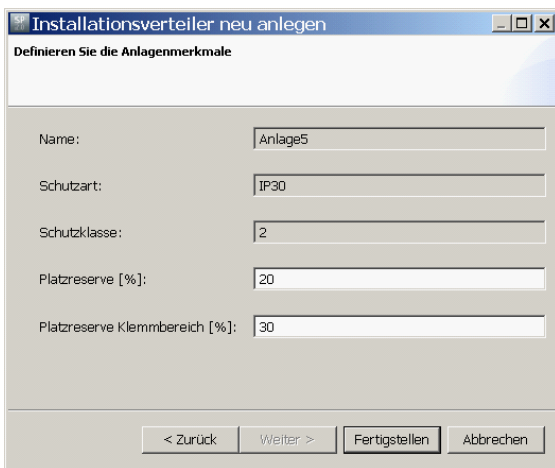 Installationsverteiler neu anlegen
Definieren Sie die Anlagenmerkmale
Name: Anlage5
Schutzart: IP30
Schutzklasse: 2
Platzreserve [%]: 20
Platzreserve Klemmbereich [%]: 30
< Zurück Weiter > Fertigstellen Abbrechen